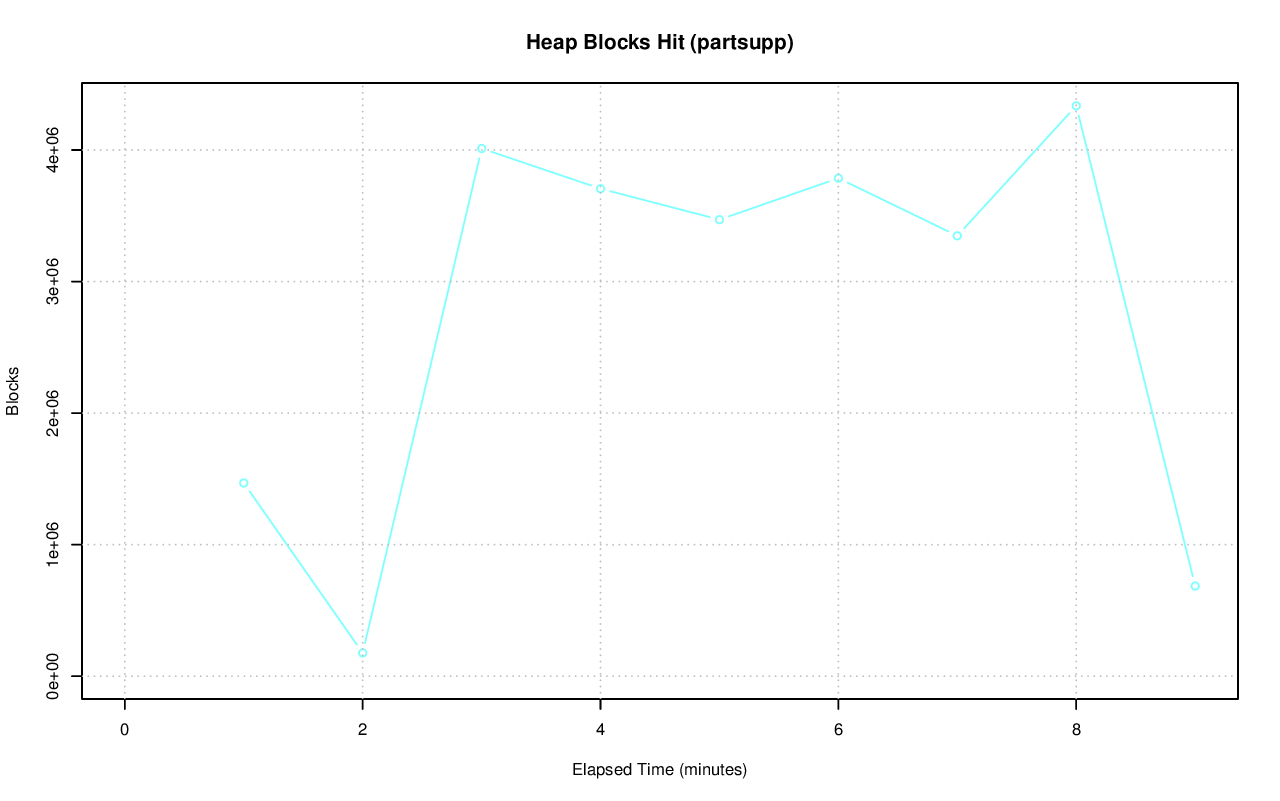 Heap Blocks Hit (partsupp)
4e+06
3e+06
2e+06
1e+06
0e+00
Blocks
0 2 4 6 8
Elapsed Time (minutes)